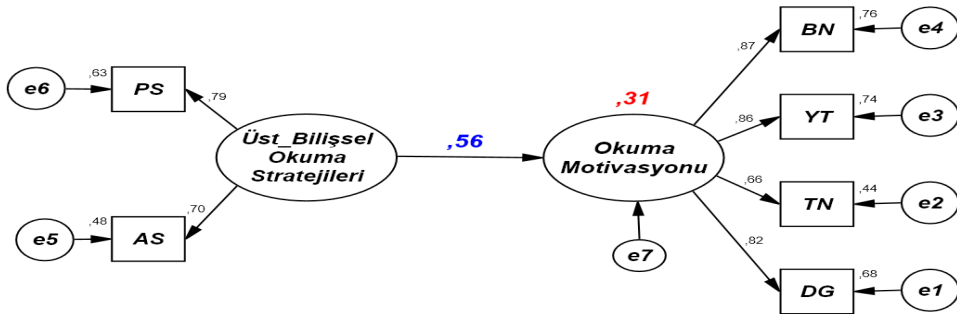 ,76
BN
e4
,87
,63
e6
PS
,79
,31
,74
YT
e3
,86
Üst_Bilişsel
Okuma
Stratejileri
,56
Okuma
Motivasyonu
,66
,44
TN
e2
,70
,48
e5
AS
,82
e7
,68
DG
e1